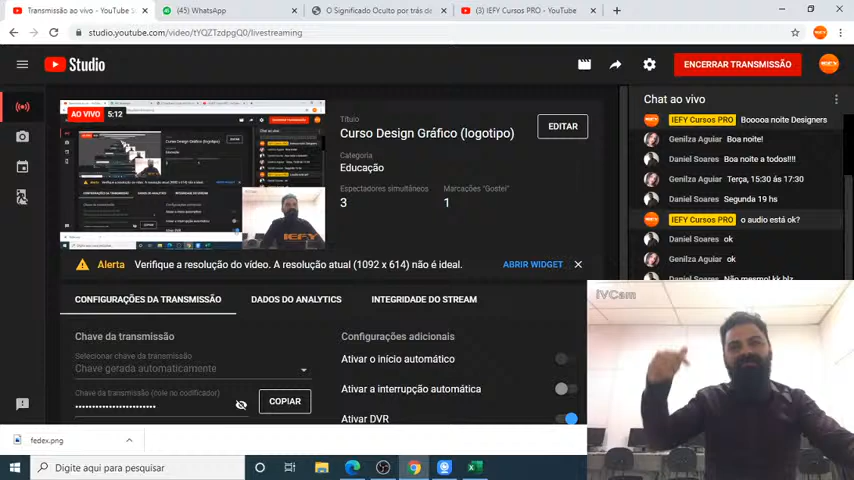 Transmissão ao vivo - YouTube S
(45) WhatsApp
O Significado Oculto por trás de
(3) IEFY Cursos PRO - YouTube
studio.youtube.com/video/tYQZTzdpgQ0/livestreaming
Studio
ENCERRAR TRANSMISSÃO
AO VIVO 5:12
Título
Curso Design Gráfico (logotipo)
EDITAR
Categoria
Educação
Espectadores simultâneos
3
Marcações "Gostei"
1
Alerta Verifique a resolução do vídeo. A resolução atual (1092 x 614) não é ideal.
ABRIR WIDGET
CONFIGURAÇÕES DA TRANSMISSÃO
DADOS DO ANALYTICS
INTEGRIDADE DO STREAM
Chave da transmissão
Selecionar chave da transmissão
Chave gerada automaticamente
Chave da transmissão (cole no codificador)
COPIAR
Configurações adicionais
Ativar o início automático
Ativar a interrupção automática
Ativar DVR
Chat ao vivo
IEFY Cursos PRO Booooa noite Designers
Genilza Aguiar Boa noite!
Daniel Soares Boa noite a todos!!!!
Genilza Aguiar Terça, 15:30 ás 17:30
Daniel Soares Segunda 19 hs
IEFY Cursos PRO o audio está ok?
Daniel Soares ok
Genilza Aguiar ok
Daniel Soares
iVCam
IEFY
fedex.png
Digite aqui para pesquisar